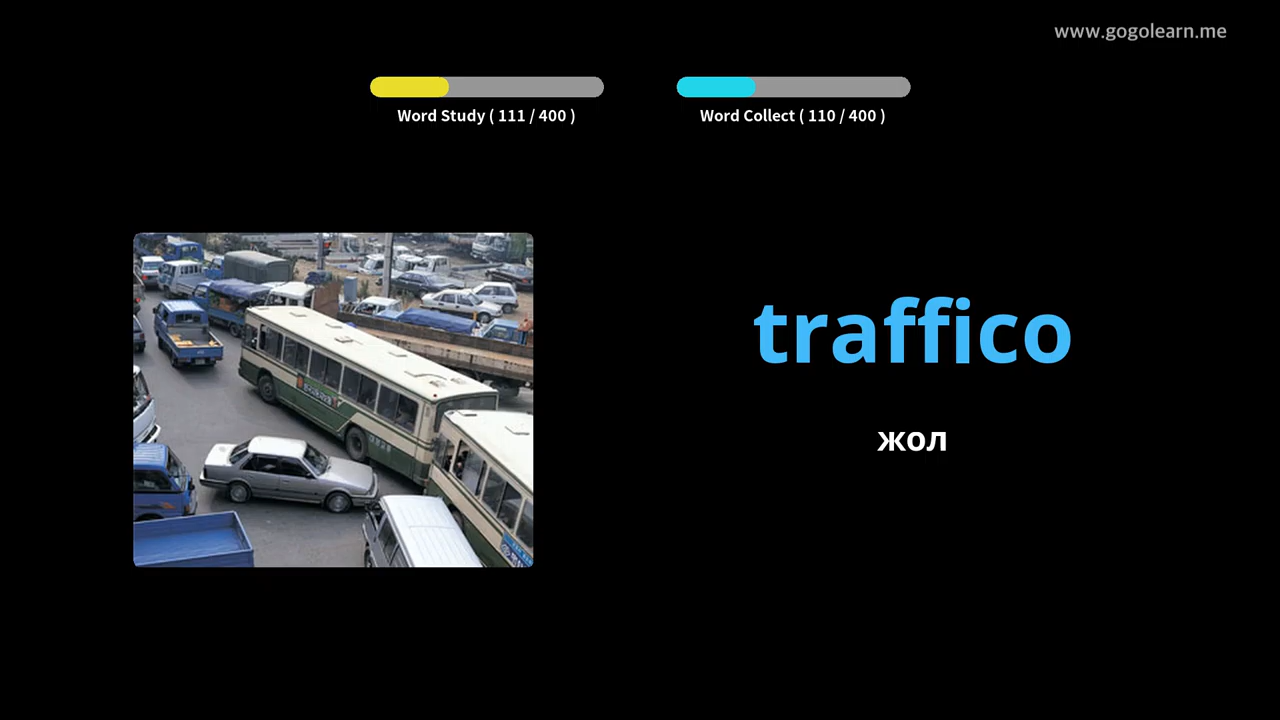 www.gogolearn.me
Word Study ( 111 / 400 )
Word Collect ( 110 / 400 )
traffico
жол